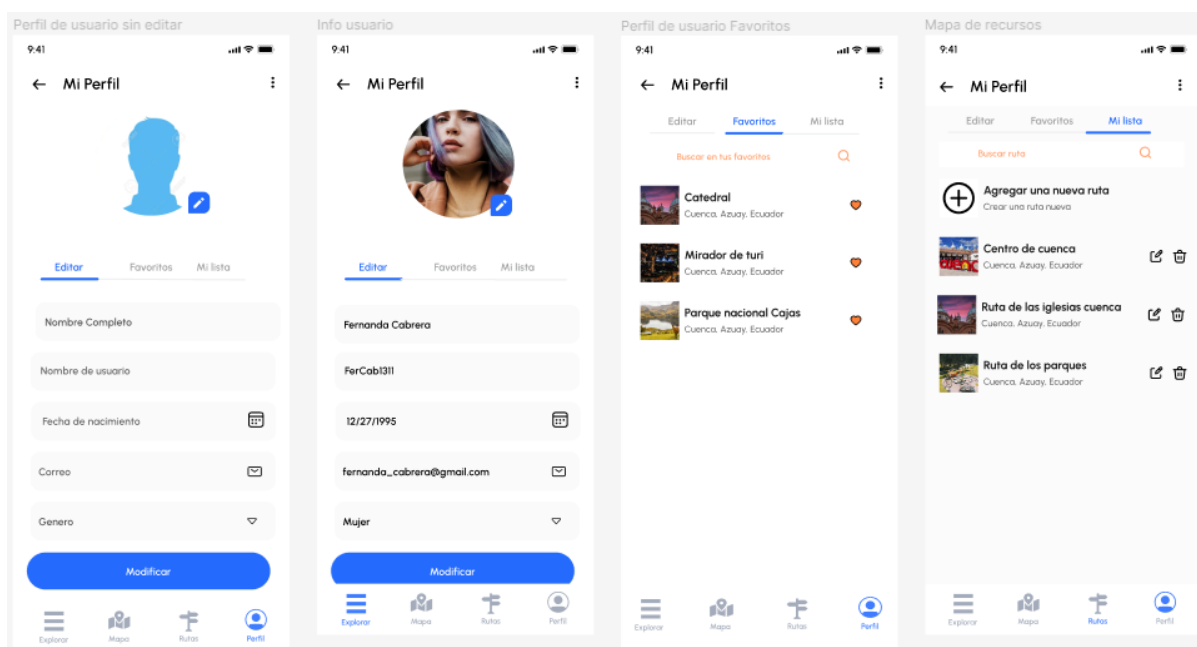 Perfil de usuario sin editar
9:41
Mi Perfil
Editar Favoritos Mi lista
Nombre Completo
Nombre de usuario
Fecha de nacimiento
Correo
Genero
Modificar
Explorar Mapa Rutas Perfil
Info usuario
9:41
Mi Perfil
Editar Favoritos Mi lista
Fernanda Cabrera
FerCab1311
12/27/1995
fernanda_cabrera@gmail.com
Mujer
Modificar
Explorar Mapa Rutas Perfil
Perfil de usuario Favoritos
9:41
Mi Perfil
Editar Favoritos Mi lista
Buscar en tus favoritos
Catedral
Cuenca, Azuay, Ecuador
Mirador de turi
Cuenca, Azuay, Ecuador
Parque nacional Cajas
Cuenca, Azuay, Ecuador
Explorar Mapa Rutas Perfil
Mapa de recursos
9:41
Mi Perfil
Editar Favoritos Mi lista
Buscar ruta
Agregar una nueva ruta
Crear una ruta nueva
Centro de cuenca
Cuenca, Azuay, Ecuador
Ruta de las iglesias cuenca
Cuenca, Azuay, Ecuador
Ruta de los parques
Cuenca, Azuay, Ecuador
Explorar Mapa Rutas Perfil